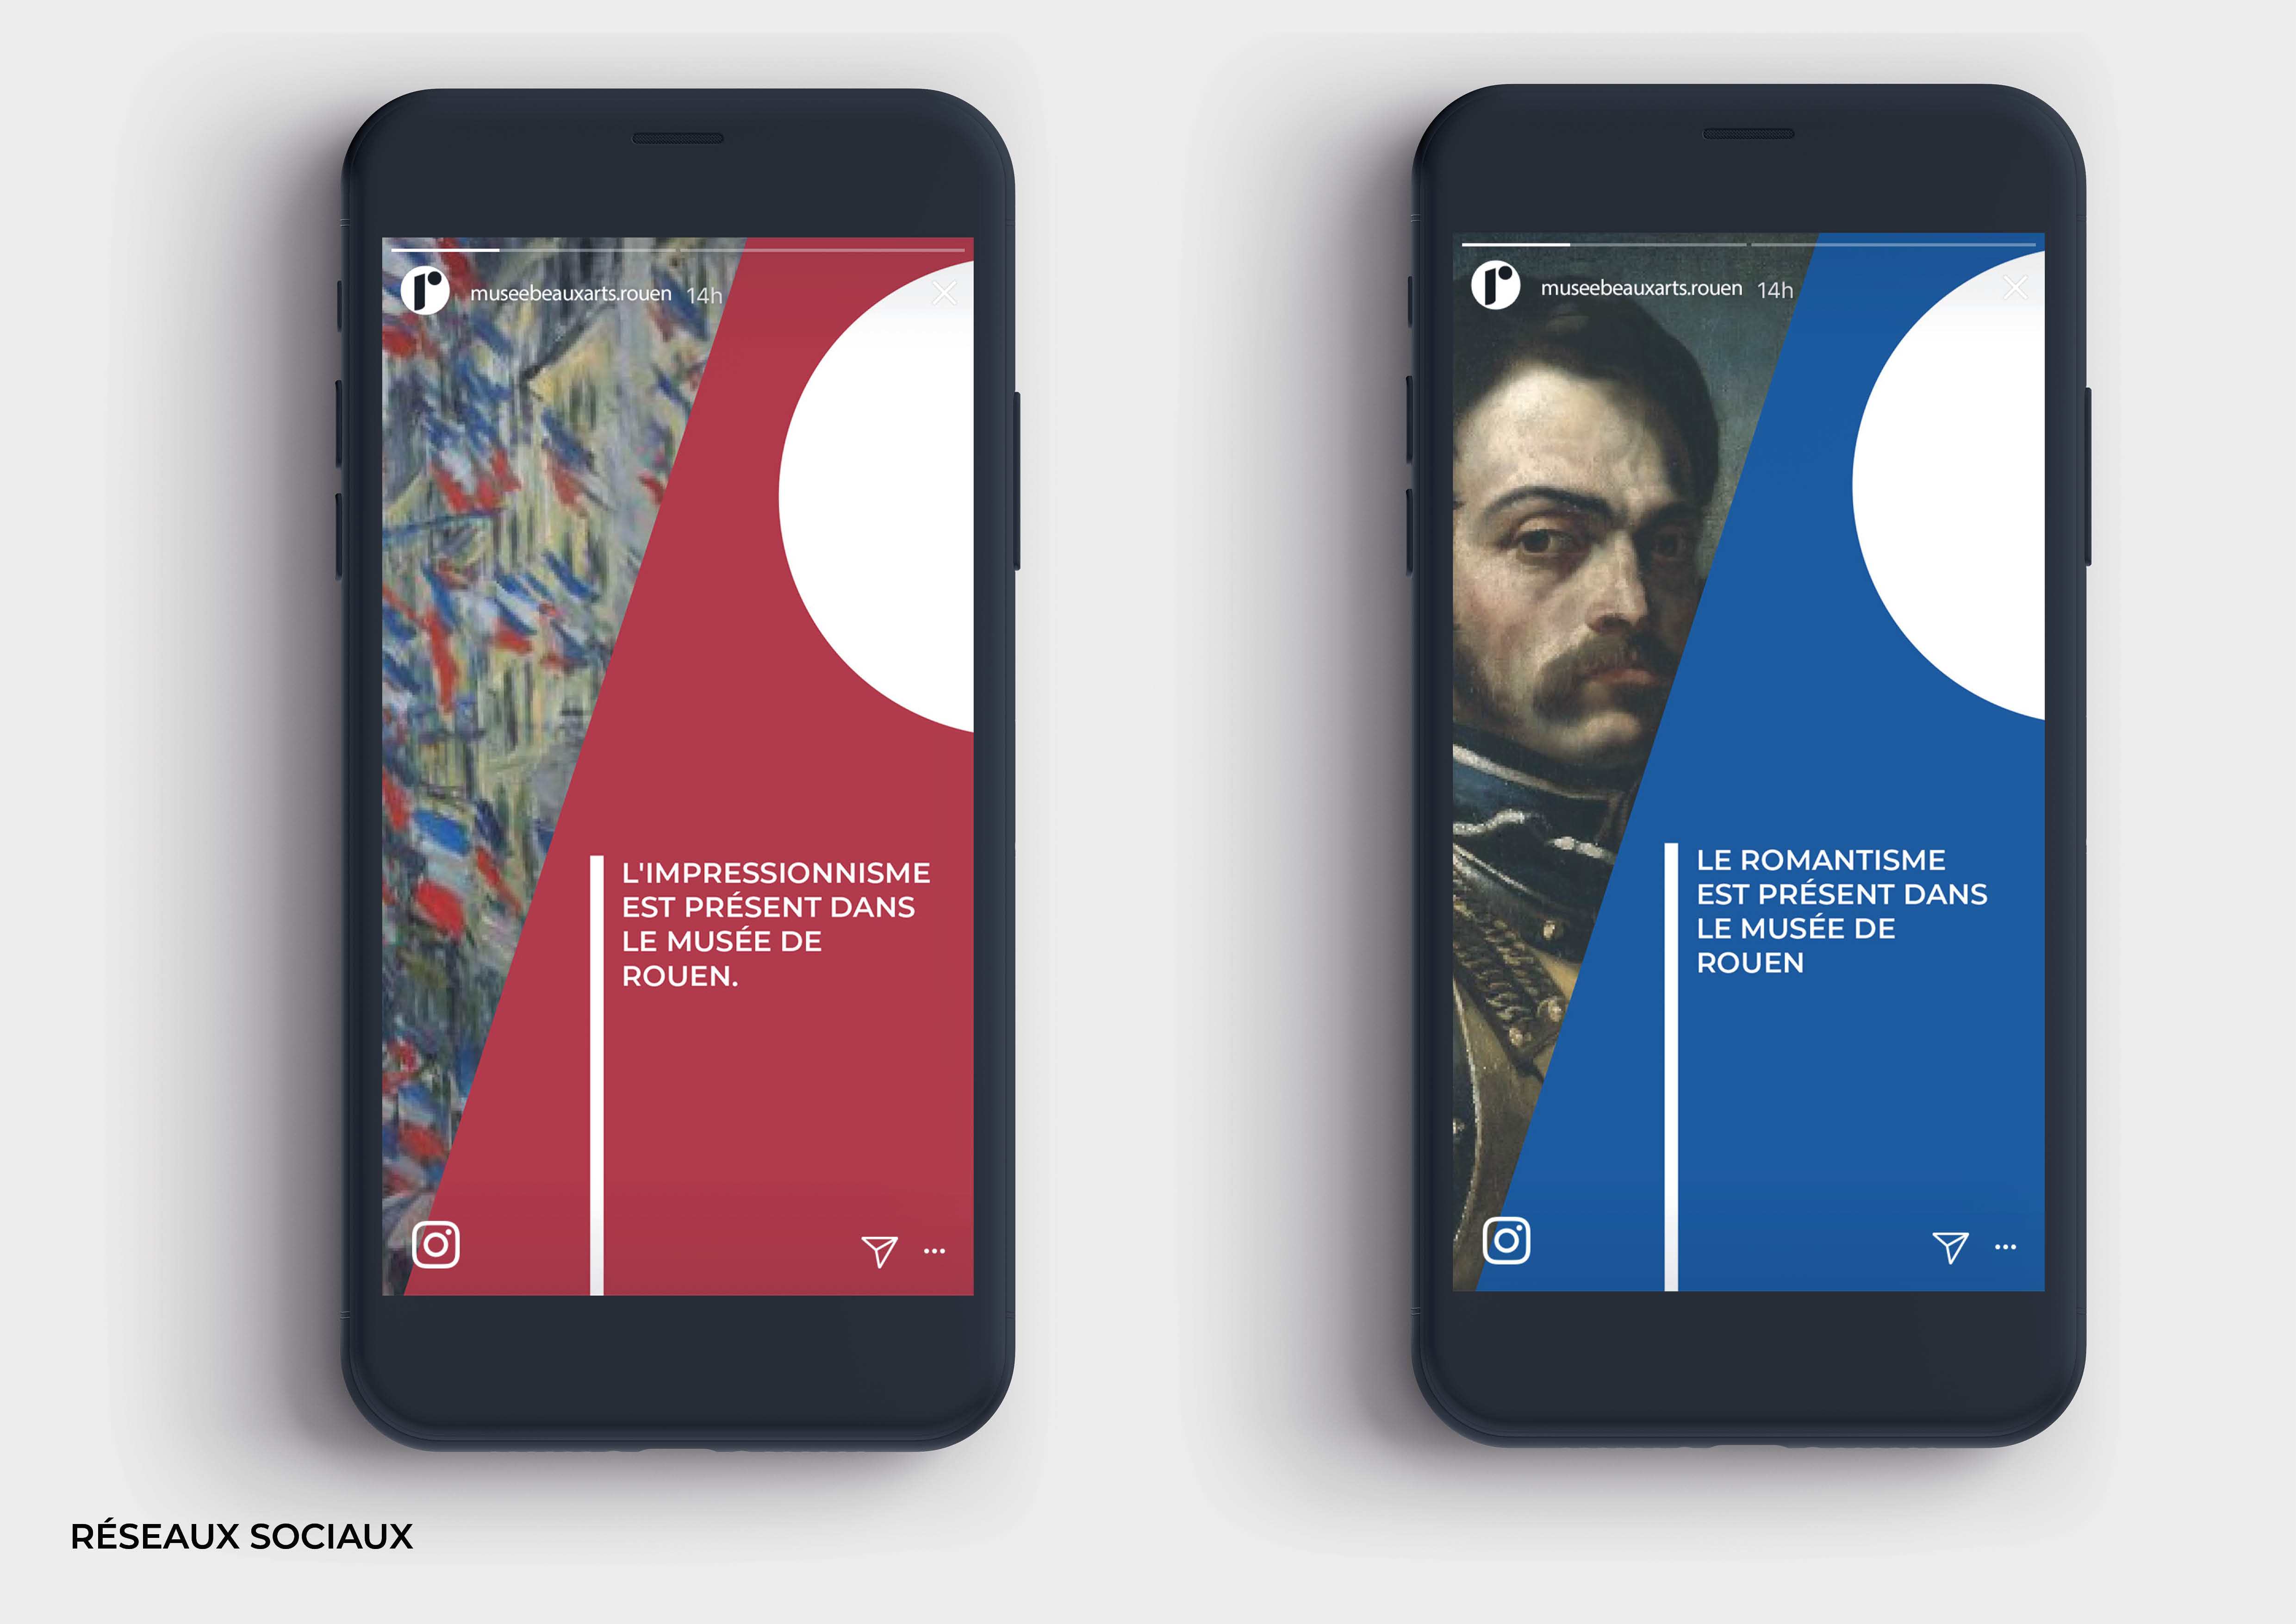 r
museebeauxarts.rouen 14h
L'IMPRESSIONNISME
EST PRÉSENT DANS
LE MUSÉE DE
ROUEN.
r
museebeauxarts.rouen 14h
LE ROMANTISME
EST PRÉSENT DANS
LE MUSÉE DE
ROUEN
RÉSEAUX SOCIAUX